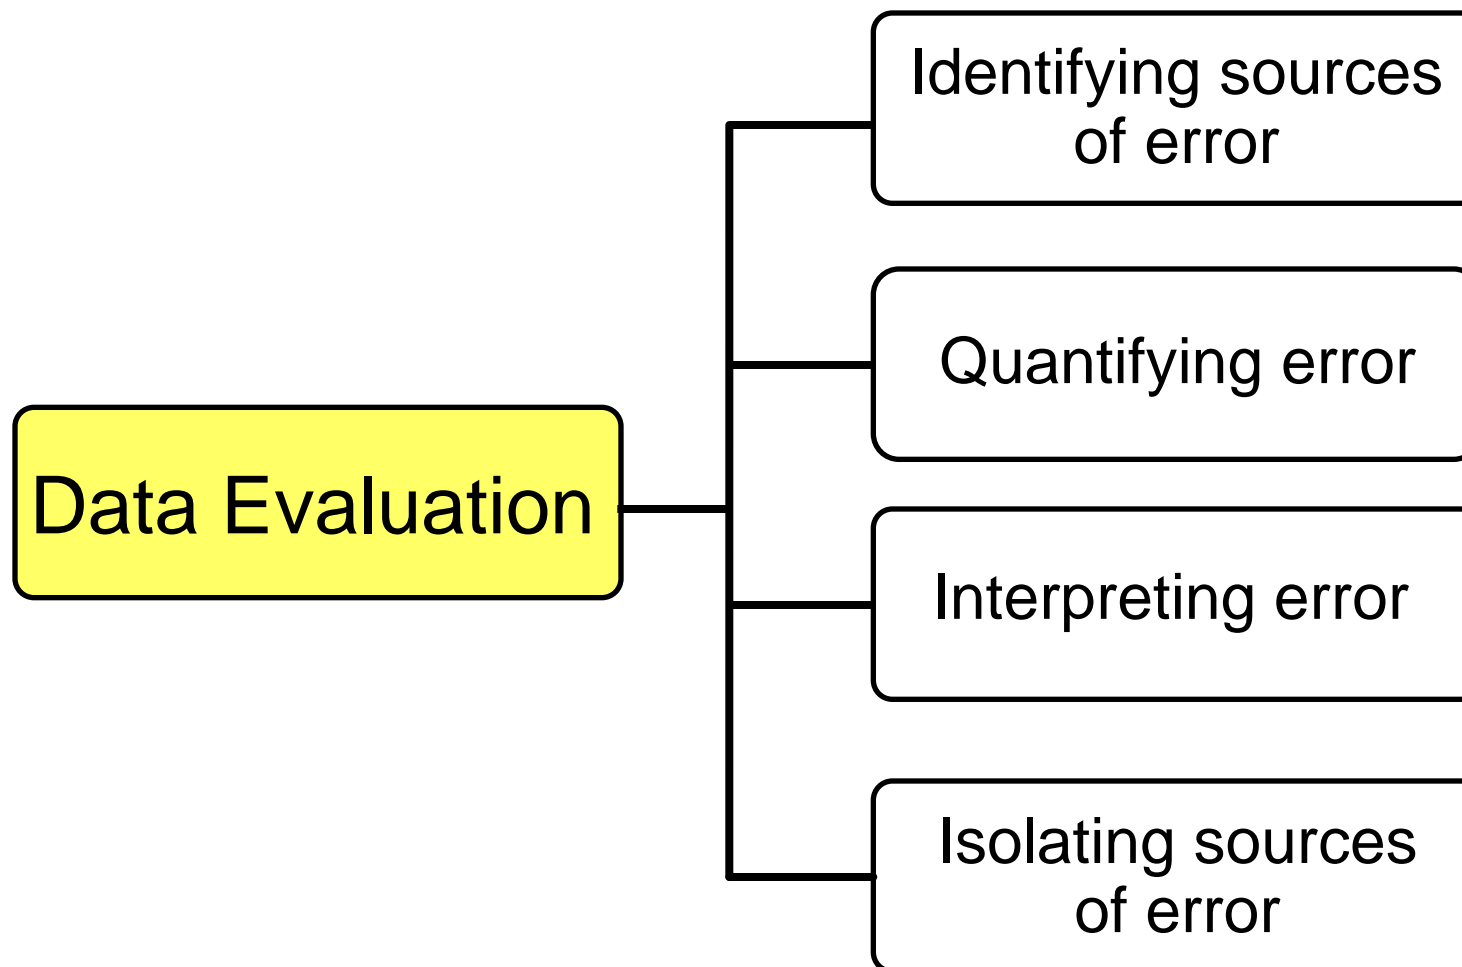 Identifying sources
of error
Quantifying error
Data Evaluation
Interpreting error
Isolating sources
of error